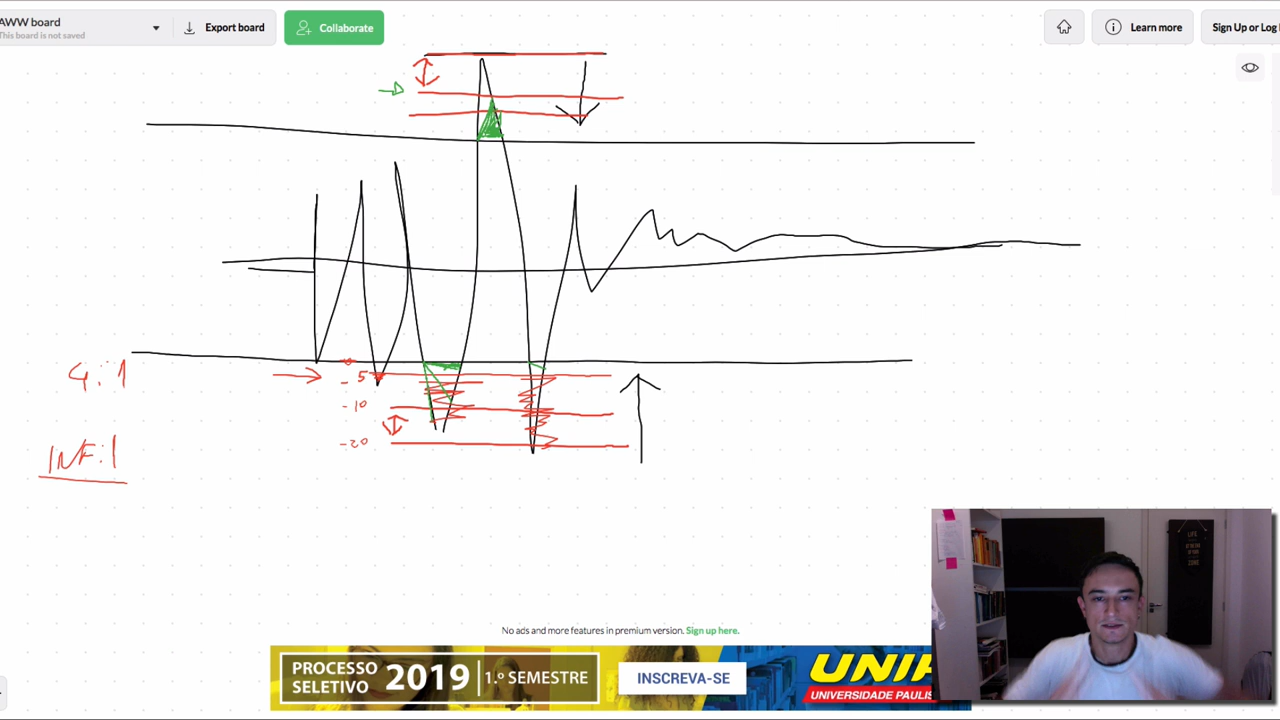 AWW board
This board is not saved
Export board
Collaborate
Learn more
Sign Up or Log I
4:1
0
-5
-10
-20
INF:1
No ads and more features in premium version. Sign up here.
PROCESSO
SELETIVO
2019
1.º SEMESTRE
INSCREVA-SE
UNIP
UNIVERSIDADE PAULIS
LIFE